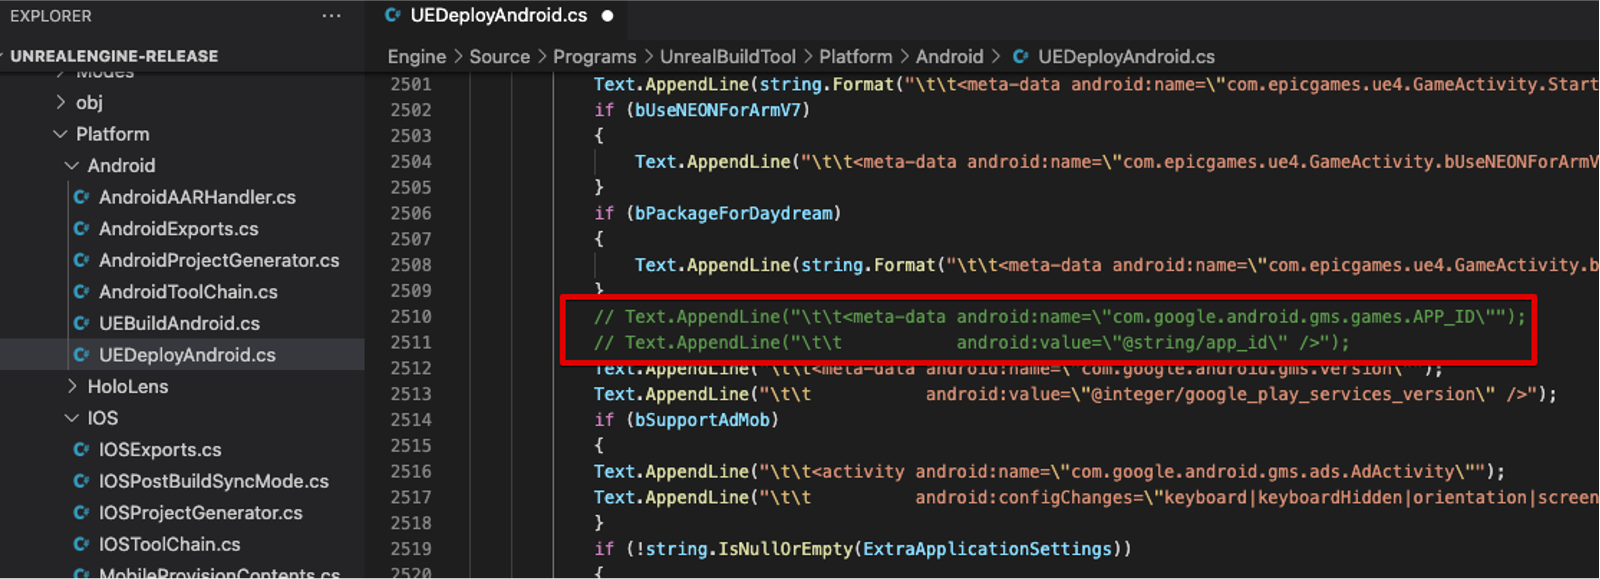 EXPLORER
UNREALENGINE-RELEASE
Modes
obj
Platform
Android
AndroidAARHandler.cs
AndroidExports.cs
AndroidProjectGenerator.cs
AndroidToolChain.cs
UEBuildAndroid.cs
UEDeployAndroid.cs
HoloLens
IOS
IOSExports.cs
IOSPostBuildSyncMode.cs
IOSProjectGenerator.cs
IOSToolChain.cs
MobileProvisionContents.cs
UEDeployAndroid.cs
Engine > Source > Programs > UnrealBuildTool > Platform > Android > UEDeployAndroid.cs
2501 Text.AppendLine(string.Format("\t\t<meta-data android:name=\"com.epicgames.ue4.GameActivity.Start
2502 if (bUseNEONForArmV7)
2503 {
2504 Text.AppendLine("\t\t<meta-data android:name=\"com.epicgames.ue4.GameActivity.bUseNEONForArmV
2505 }
2506 if (bPackageForDaydream)
2507 {
2508 Text.AppendLine(string.Format("\t\t<meta-data android:name=\"com.epicgames.ue4.GameActivity.b
2509 }
2510 // Text.AppendLine("\t\t<meta-data android:name=\"com.google.android.gms.games.APP_ID\"");
2511 // Text.AppendLine("\t\t android:value=\"@string/app_id\" />");
2512 Text.AppendLine("\t\t<meta-data android:name=\"com.google.android.gms.version\"");
2513 Text.AppendLine("\t\t android:value=\"@integer/google_play_services_version\" />");
2514 if (bSupportAdMob)
2515 {
2516 Text.AppendLine("\t\t<activity android:name=\"com.google.android.gms.ads.AdActivity\"");
2517 Text.AppendLine("\t\t android:configChanges=\"keyboard|keyboardHidden|orientation|screen
2518 }
2519 if (!string.IsNullOrEmpty(ExtraApplicationSettings))
2520 {